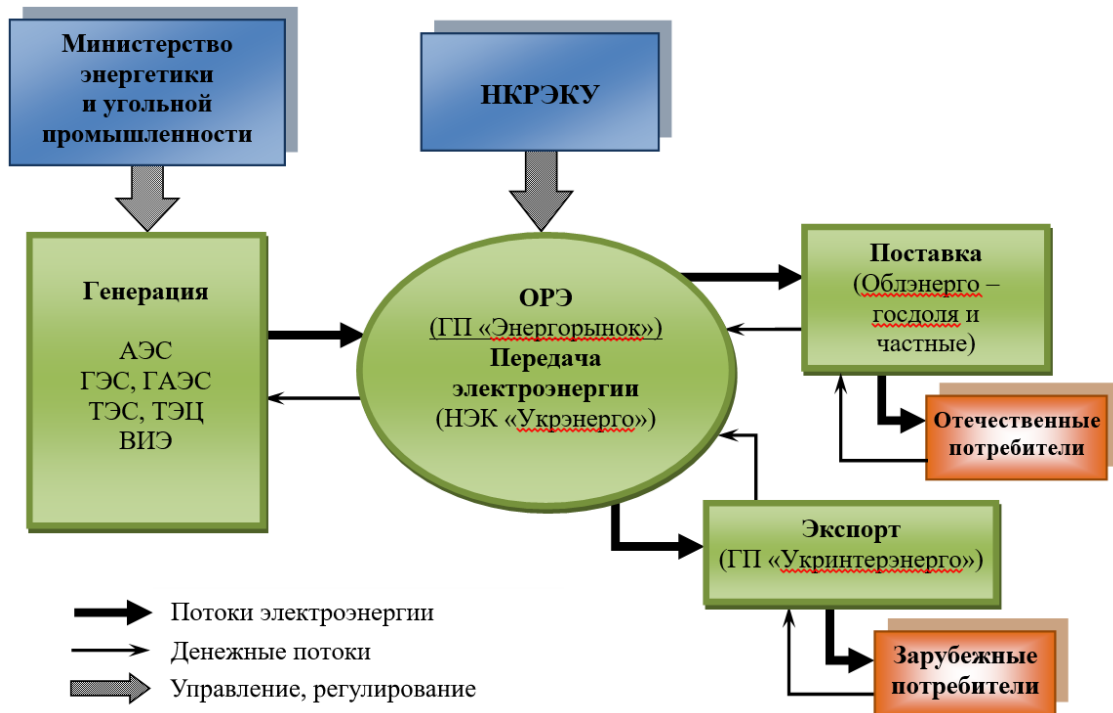 Министерство
энергетики
и угольной
промышленности
НКРЭКУ
Генерация
АЭС
ГЭС, ГАЭС
ТЭС, ТЭЦ
ВИЭ
ОРЭ
(ГП «Энергорынок»)
Передача
электроэнергии
(НЭК «Укрэнерго»)
Поставка
(Облэнерго –
госдоля и
частные)
Отечественные
потребители
Экспорт
(ГП «Укринтерэнерго»)
Зарубежные
потребители
Потоки электроэнергии
Денежные потоки
Управление, регулирование